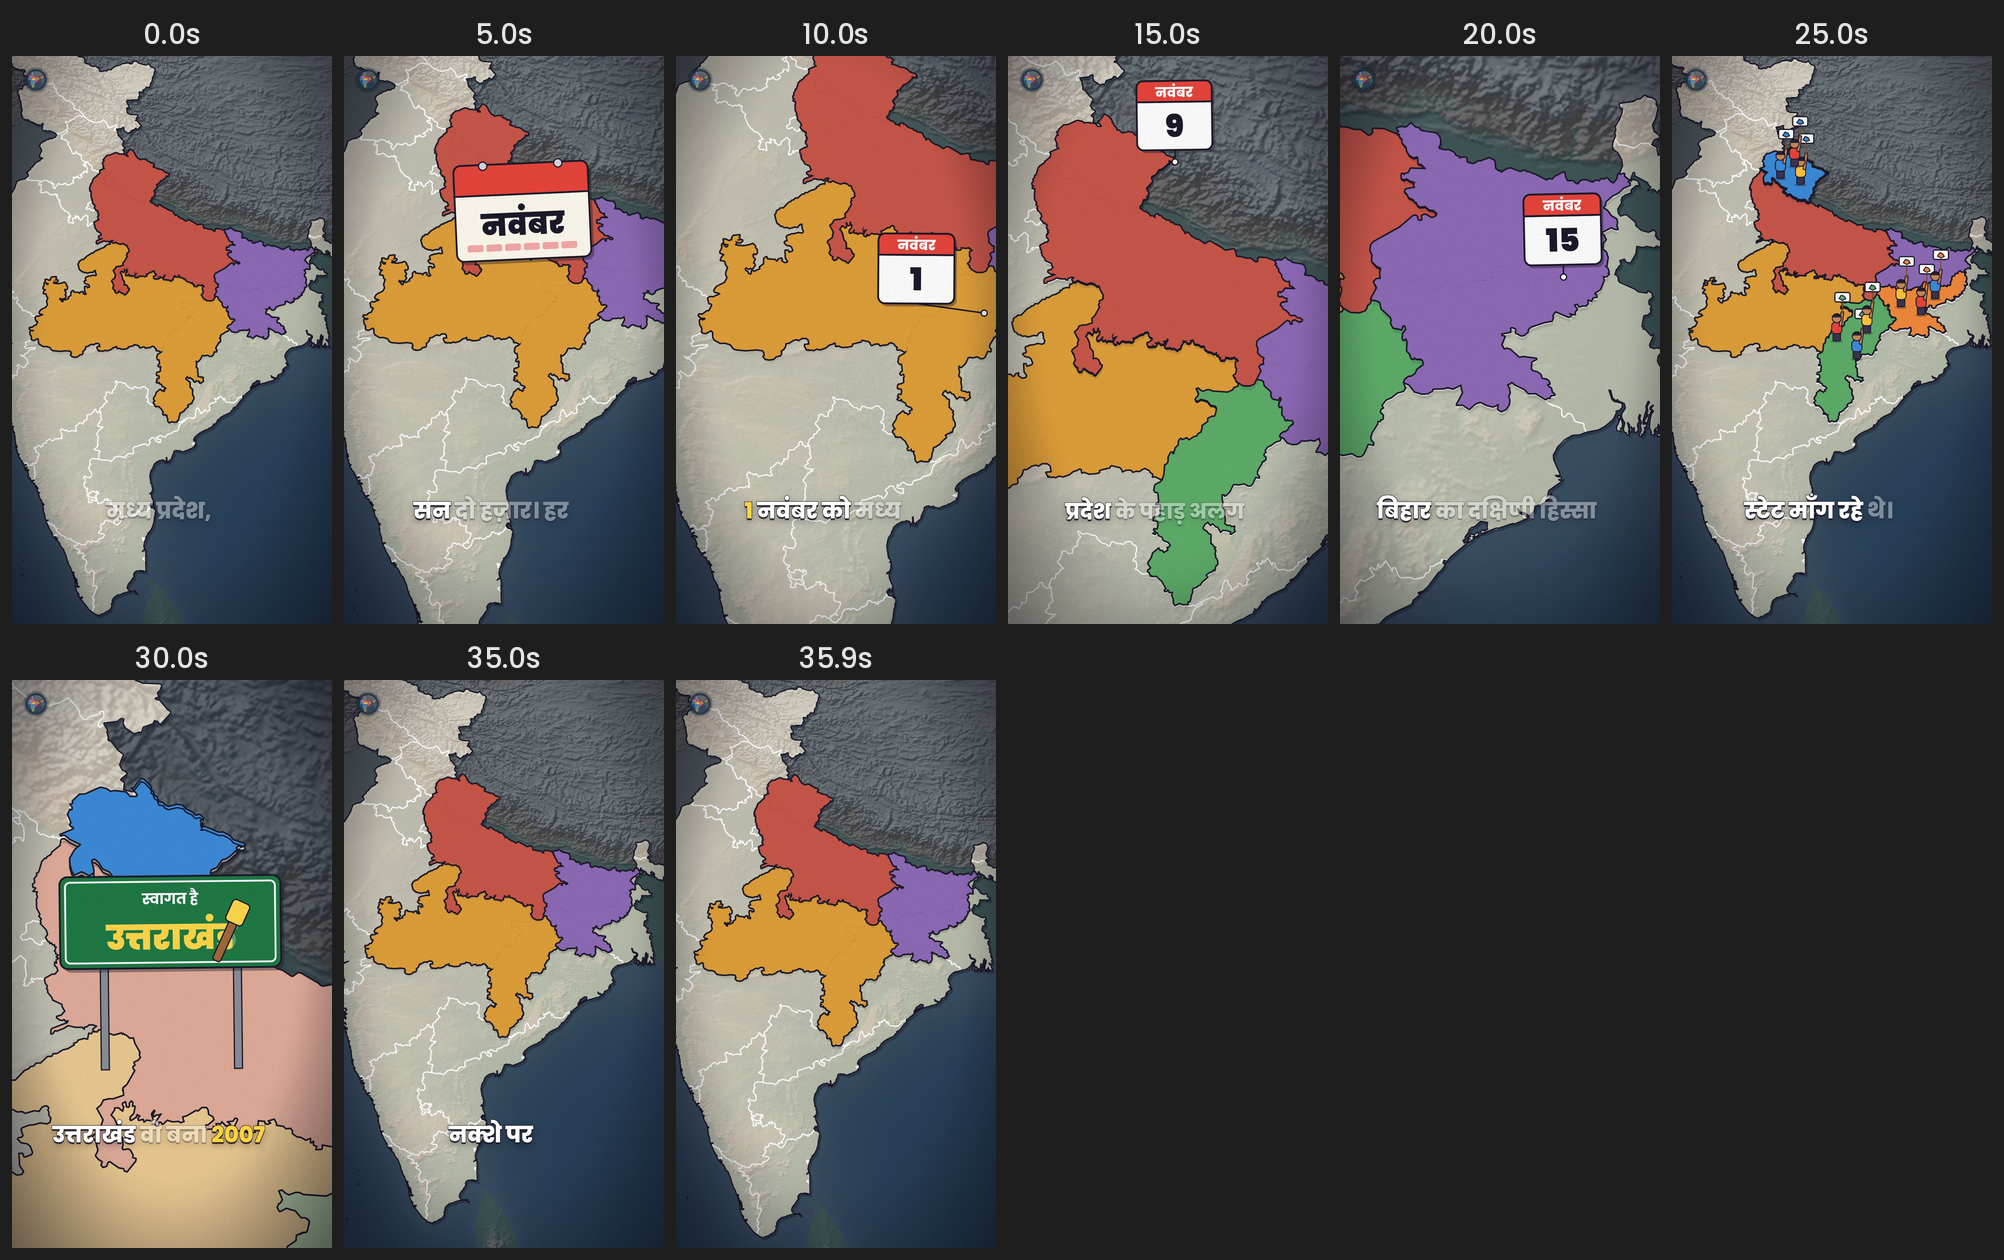 0.0s
5.0s
10.0s
15.0s
20.0s
25.0s
मध्य प्रदेश,
नवंबर
सन दो हज़ार। हर
नवंबर
1
1 नवंबर को मध्य
नवंबर
9
प्रदेश के पहाड़ अलग
नवंबर
15
बिहार का दक्षिणी हिस्सा
स्टेट माँग रहे थे।
30.0s
35.0s
35.9s
स्वागत है
उत्तराखंड
उत्तराखंड वो बना 2007
नक्शे पर